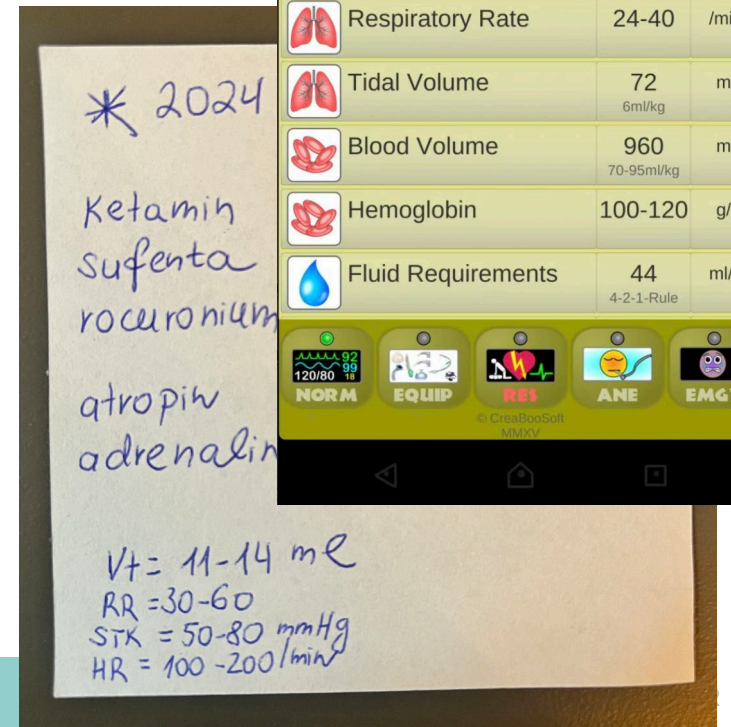 * 2024
Ketamin
sufenta
rocuronium
atropin
adrenalin
Vt = 11-14 ml
RR = 30-60
STK = 50-80 mmHg
HR = 100-200/min
Respiratory Rate 24-40 /mi
Tidal Volume 72 m
6ml/kg
Blood Volume 960 m
70-95ml/kg
Hemoglobin 100-120 g/
Fluid Requirements 44 ml/
4-2-1-Rule
92
99
120/80 18
NORM EQUIP RES ANE EMG
© CreaBooSoft
MMXV